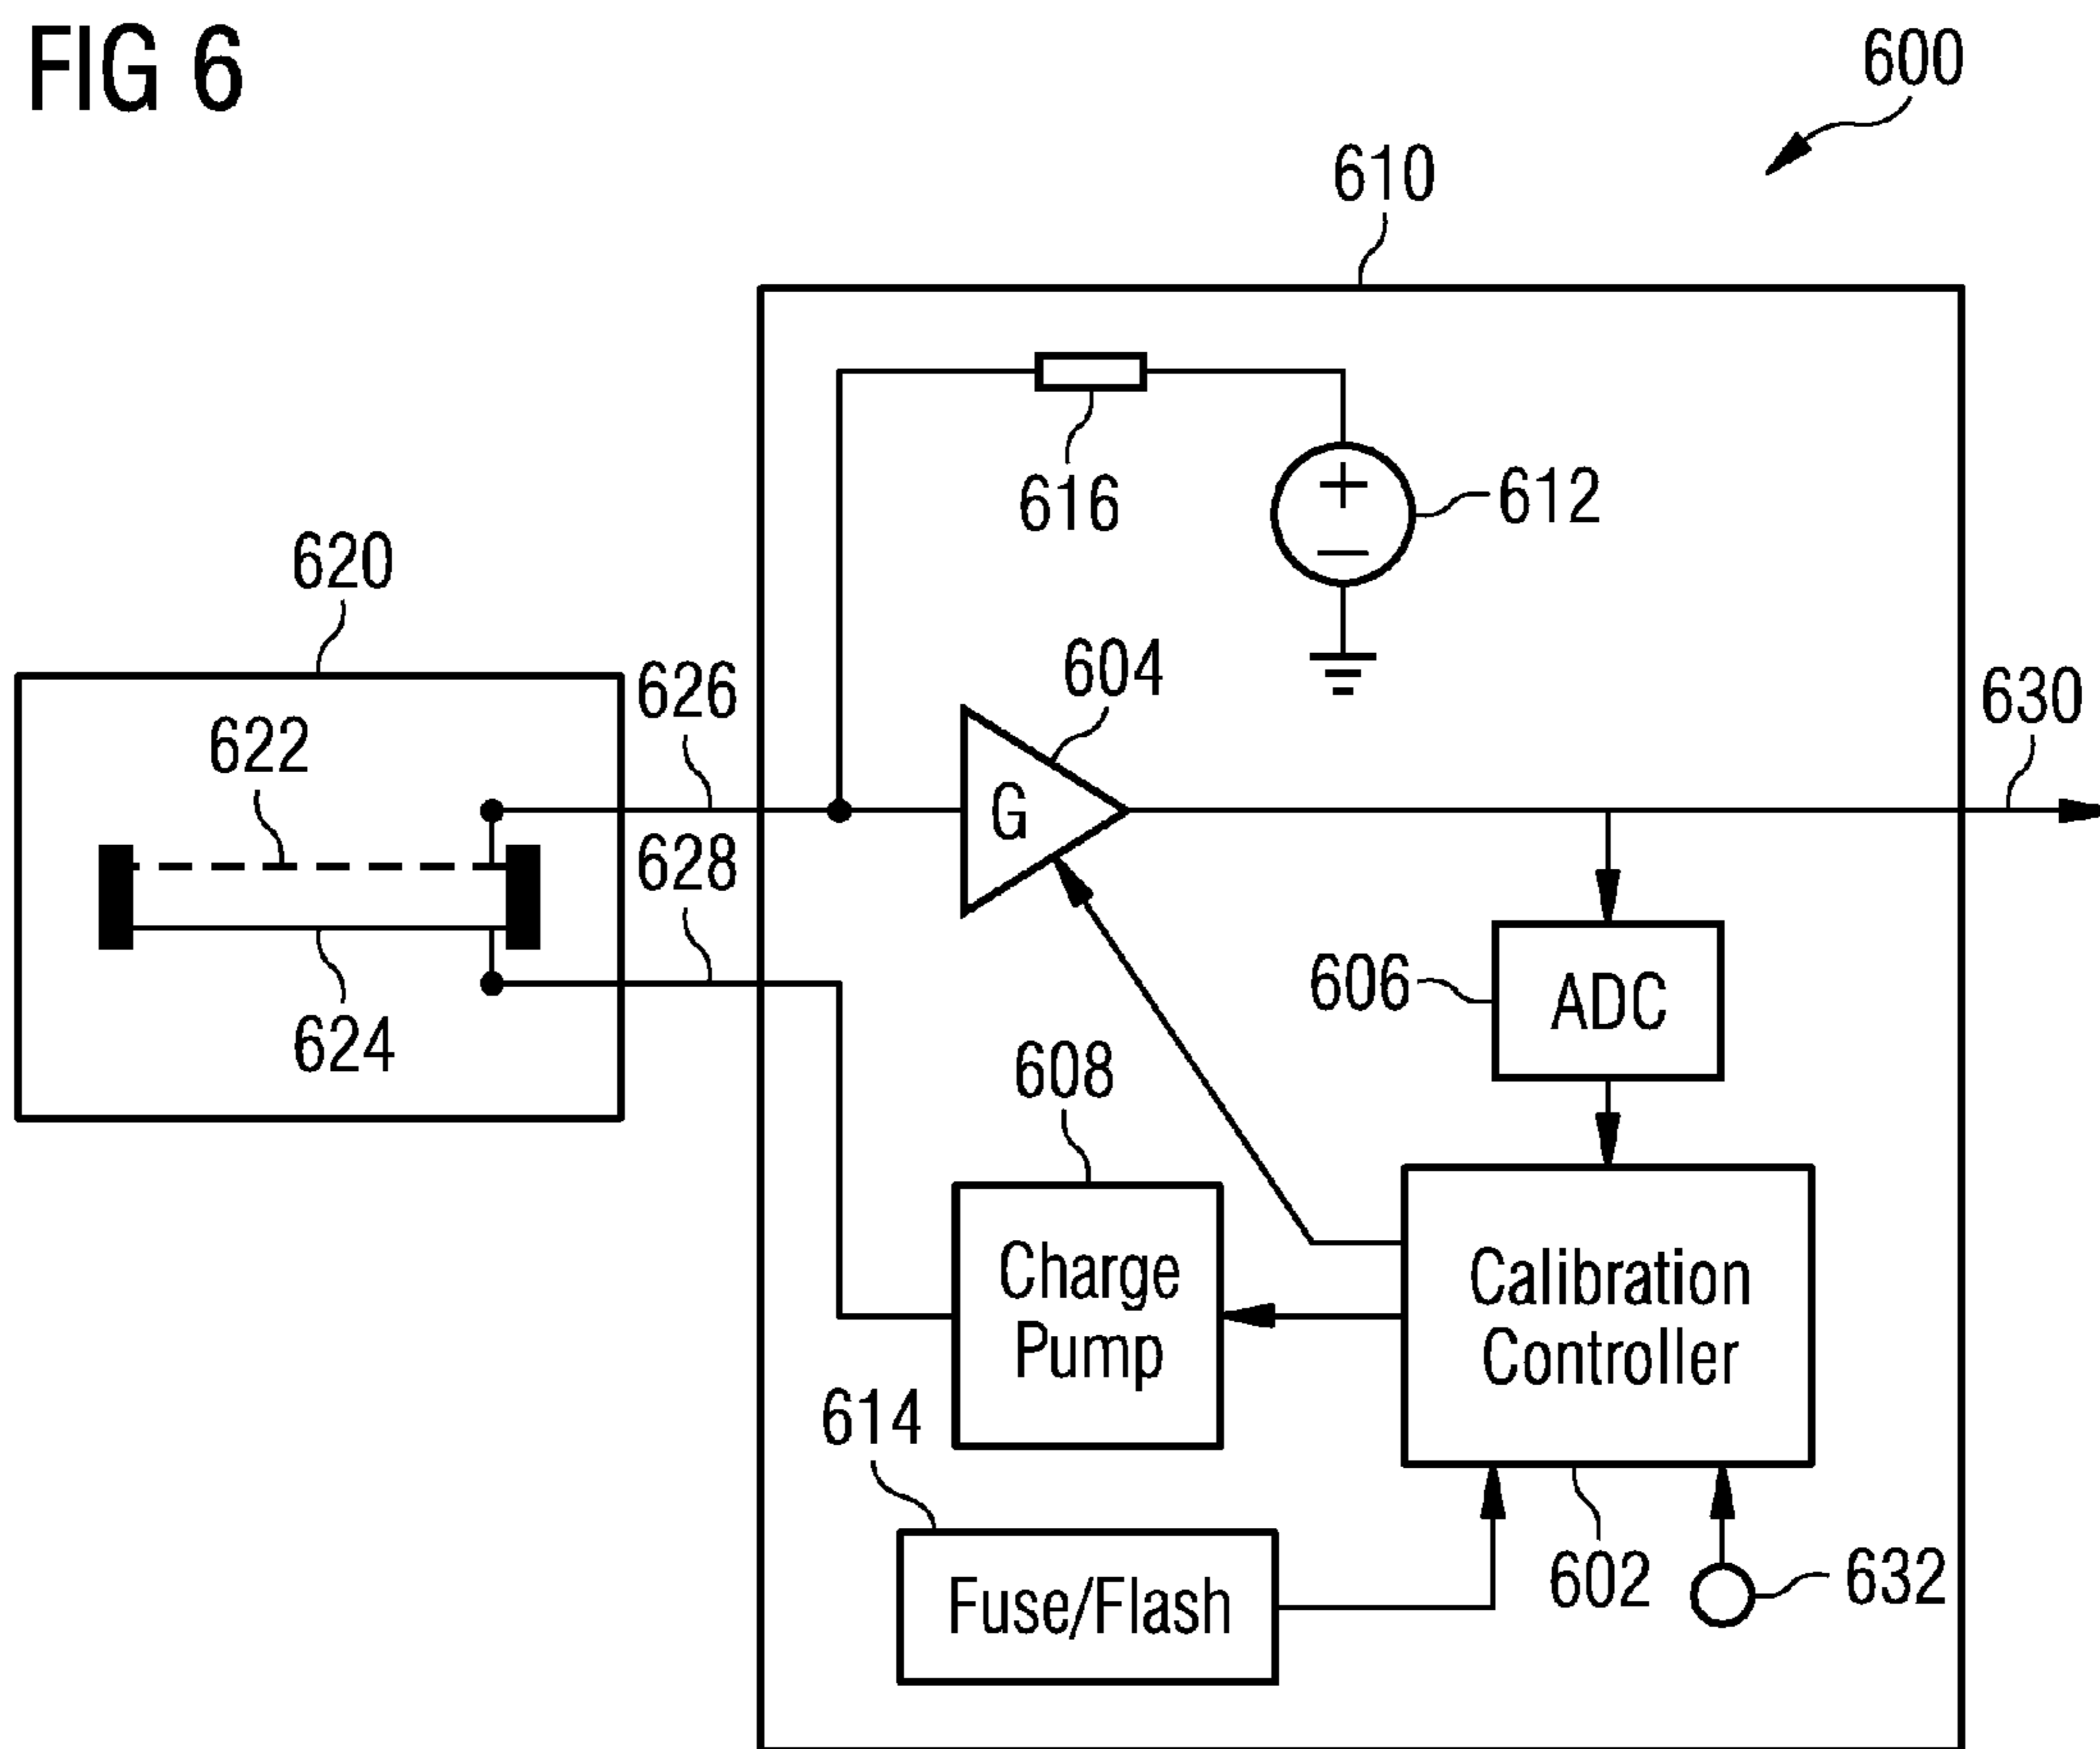 FIG 6
600
610
616
612
620
626
604
630
622
G
628
606
ADC
624
608
Charge
Pump
Calibration
Controller
614
Fuse/Flash
602
632
+
−